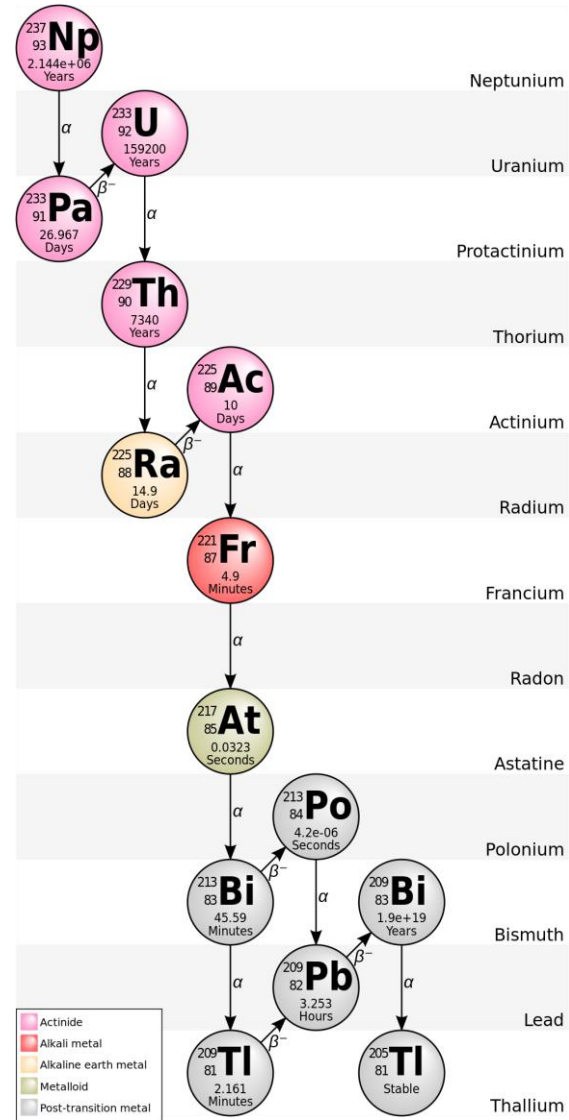 237
93
Np
2.144e+06
Years
Neptunium
α
233
92
U
159200
Years
Uranium
β−
233
91
Pa
26.967
Days
α
Protactinium
229
90
Th
7340
Years
Thorium
α
225
89
Ac
10
Days
Actinium
β−
225
88
Ra
14.9
Days
α
Radium
221
87
Fr
4.9
Minutes
Francium
α
Radon
217
85
At
0.0323
Seconds
Astatine
α
213
84
Po
4.2e-06
Seconds
Polonium
β−
213
83
Bi
45.59
Minutes
α
209
83
Bi
1.9e+19
Years
Bismuth
β−
α
209
82
Pb
3.253
Hours
α
Lead
β−
209
81
Tl
2.161
Minutes
205
81
Tl
Stable
Thallium
Actinide
Alkali metal
Alkaline earth metal
Metalloid
Post-transition metal